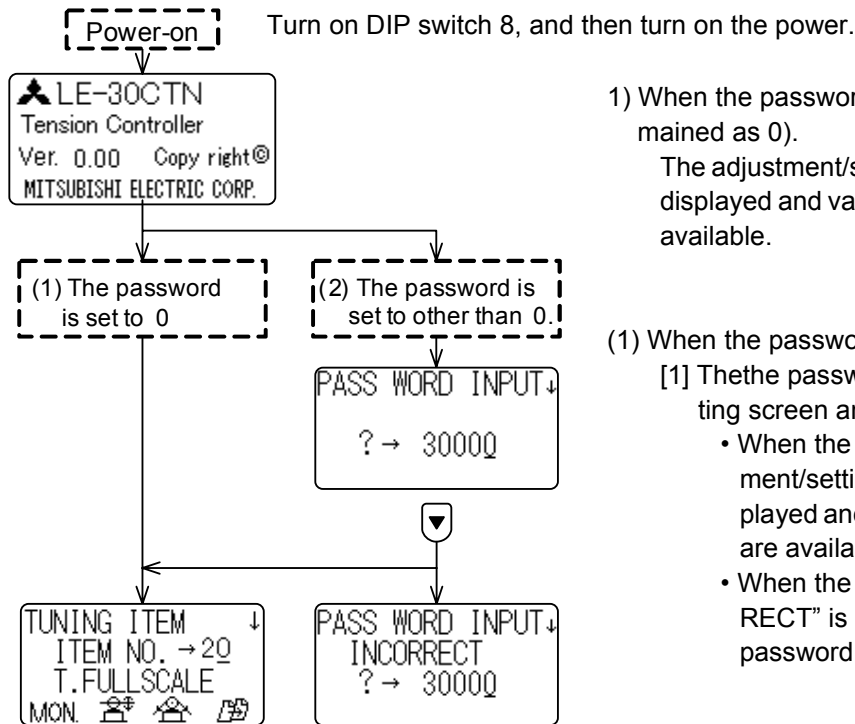 Power-on
Turn on DIP switch 8, and then turn on the power.
LE-30CTN
Tension Controller
Ver. 0.00 Copy right©
MITSUBISHI ELECTRIC CORP.
(1) The password
is set to 0
(2) The password is
set to other than 0.
PASS WORD INPUT↓
?→ 30000
TUNING ITEM ↓
ITEM NO. →20
T.FULLSCALE
MON.
PASS WORD INPUT↓
INCORRECT
?→ 30000
1) When the passwor
mained as 0).
The adjustment/s
displayed and va
available.
(1) When the passwo
[1] Thethe passw
ting screen ar
• When the
ment/settin
played and
are availa
• When the
RECT” is
password